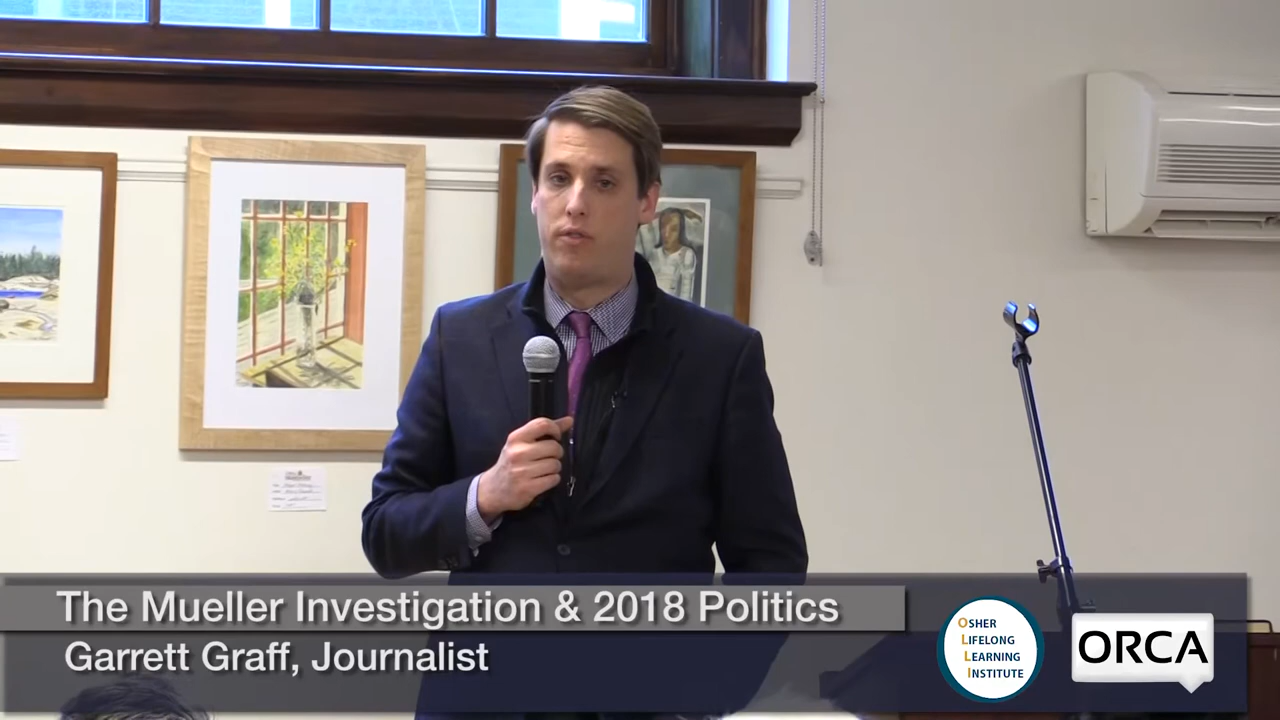 The Mueller Investigation & 2018 Politics
Garrett Graff, Journalist
OSHER
LIFELONG
LEARNING
INSTITUTE
ORCA